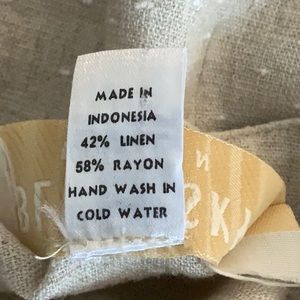 MADE IN
INDONESIA
42% LINEN
58% RAYON
HAND WASH IN
COLD WATER